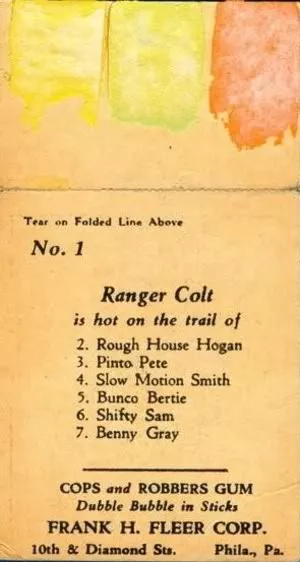 Tear on Folded Line Above
No. 1
Ranger Colt
is hot on the trail of
2. Rough House Hogan
3. Pinto Pete
4. Slow Motion Smith
5. Bunco Bertie
6. Shifty Sam
7. Benny Gray
COPS and ROBBERS GUM
Dubble Bubble in Sticks
FRANK H. FLEER CORP.
10th & Diamond Sts. Phila., Pa.